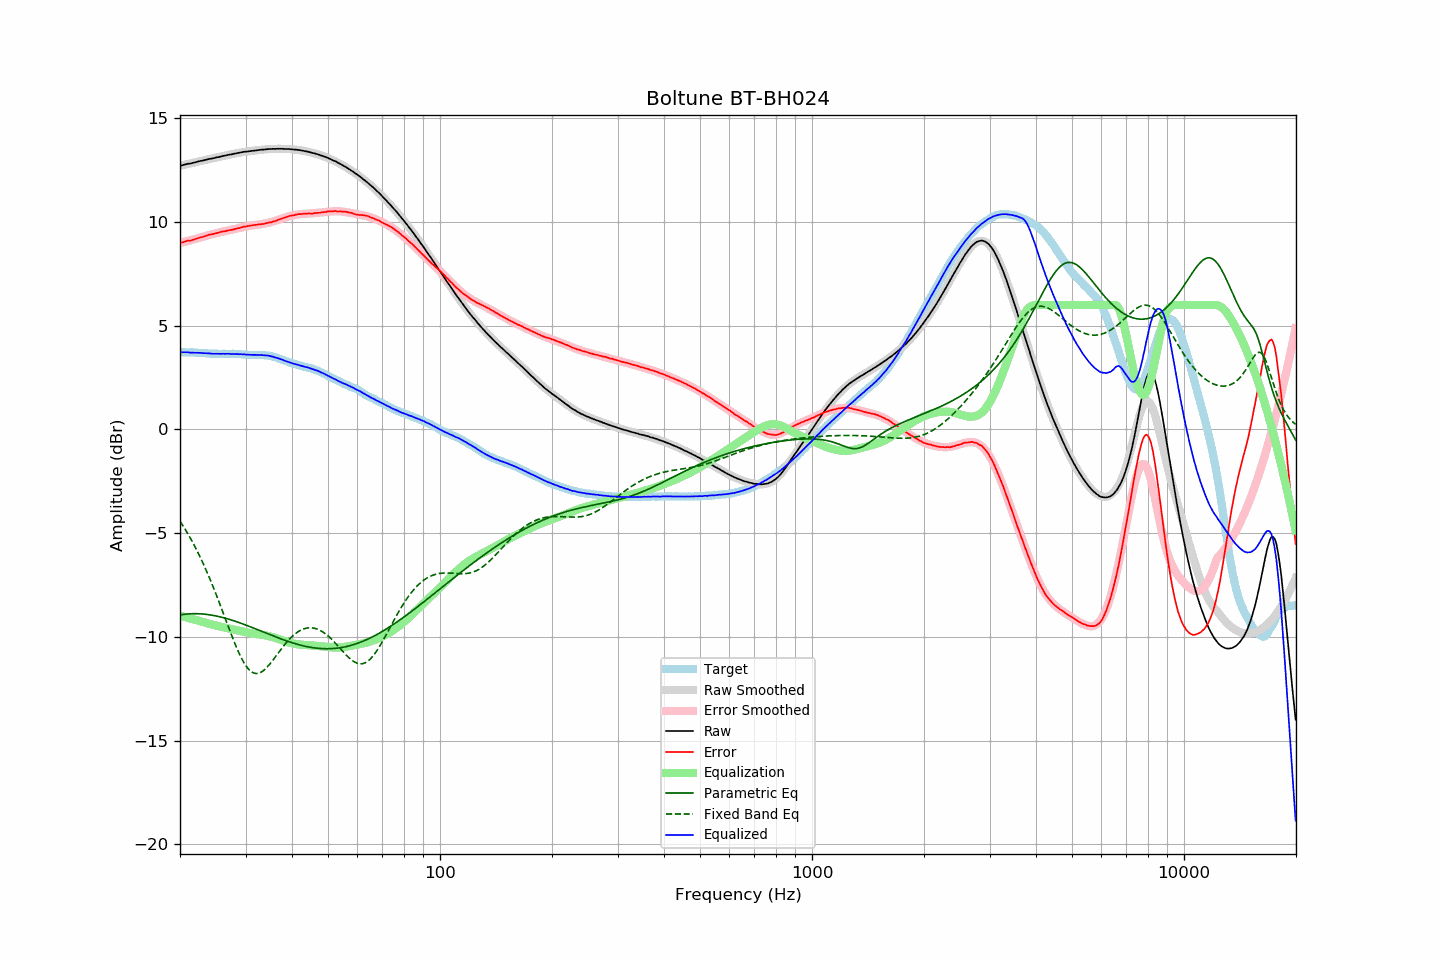 Boltune BT-BH024
15
10
5
0
−5
−10
−15
−20
Amplitude (dBr)
Target
Raw Smoothed
Error Smoothed
Raw
Error
Equalization
Parametric Eq
Fixed Band Eq
Equalized
100
1000
10000
Frequency (Hz)